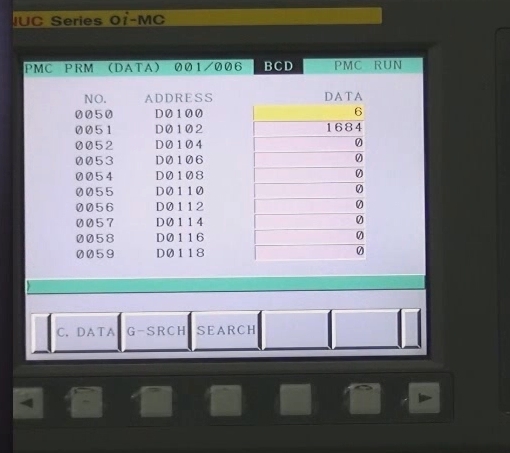 UC Series 0i-MC
PMC PRM (DATA) 001/006 BCD PMC RUN
NO. ADDRESS DATA
0050 D0100 6
0051 D0102 1684
0052 D0104 0
0053 D0106 0
0054 D0108 0
0055 D0110 0
0056 D0112 0
0057 D0114 0
0058 D0116 0
0059 D0118 0
)
C. DATA G-SRCH SEARCH